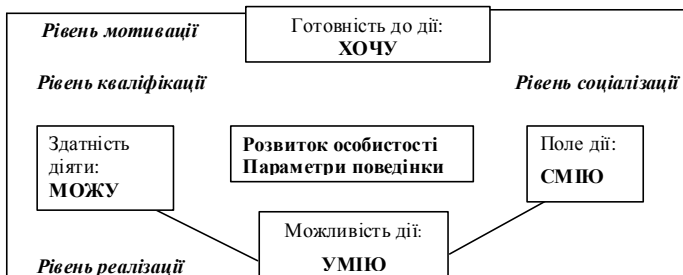 Рівень мотивації
Готовність до дії:
ХОЧУ
Рівень кваліфікації
Рівень соціалізації
Здатність
діяти:
МОЖУ
Розвиток особистості
Параметри поведінки
Поле дії:
СМІЮ
Можливість дії:
УМІЮ
Рівень реалізації